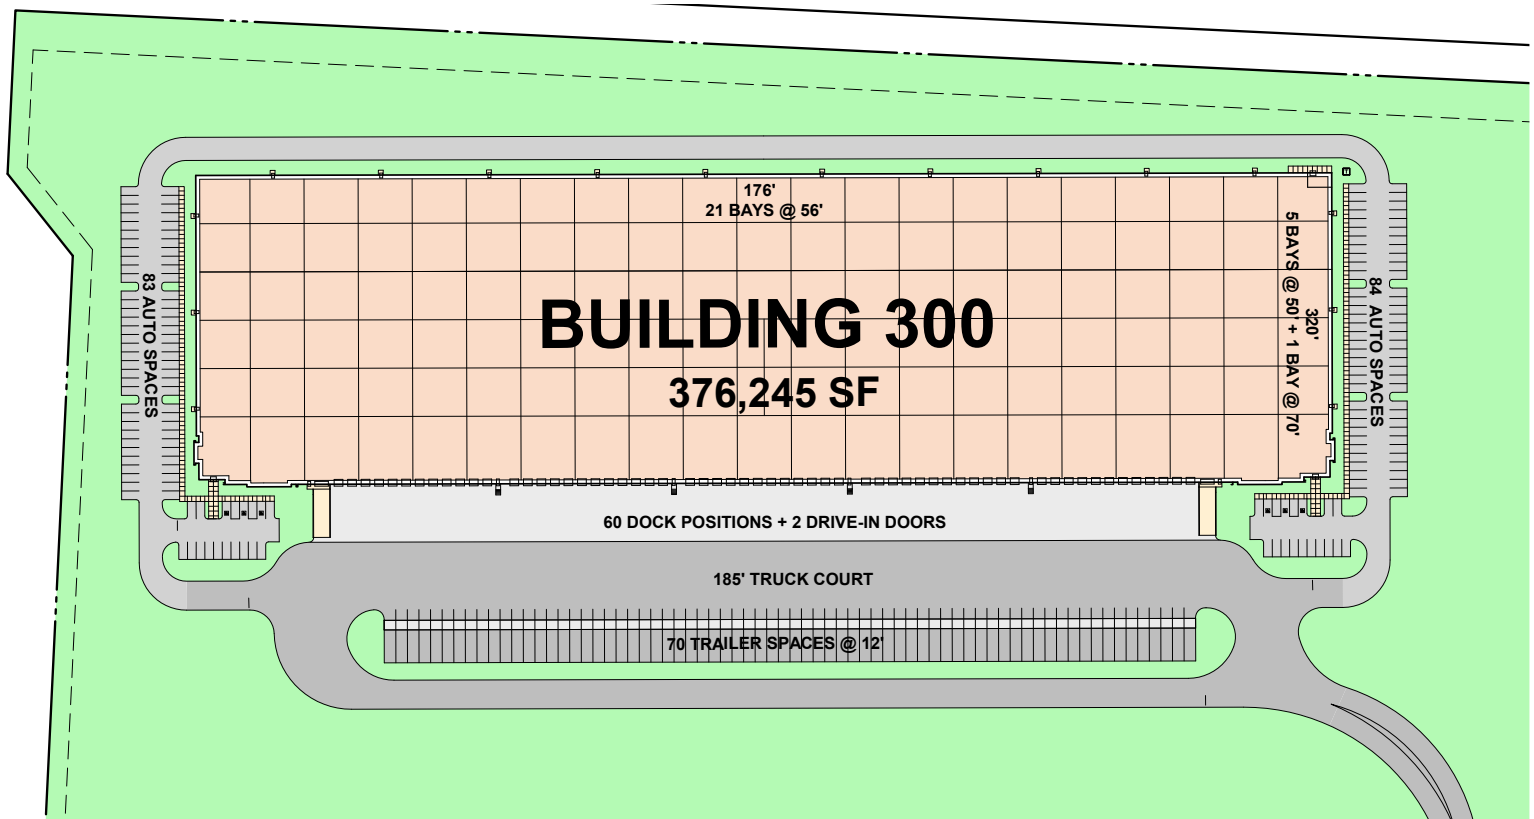 176'
21 BAYS @ 56'
5 BAYS @ 50' + 1 BAY @ 70'
320'
83 AUTO SPACES
84 AUTO SPACES
BUILDING 300
376,245 SF
60 DOCK POSITIONS + 2 DRIVE-IN DOORS
185' TRUCK COURT
70 TRAILER SPACES @ 12'